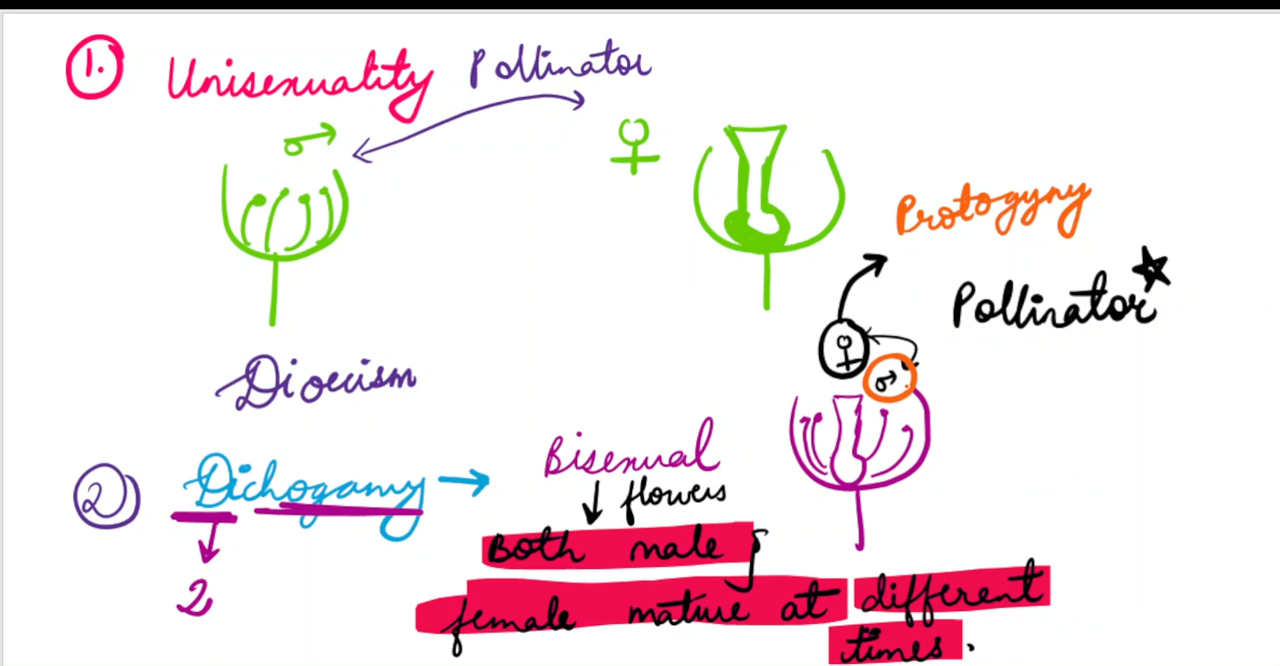 1. Unisexuality Pollinator
♂
♀
Protogyny
Pollinator
♀
♂
Dioecism
2 Dichogamy → Bisexual
flowers
2
Both male &
female mature at different
times.